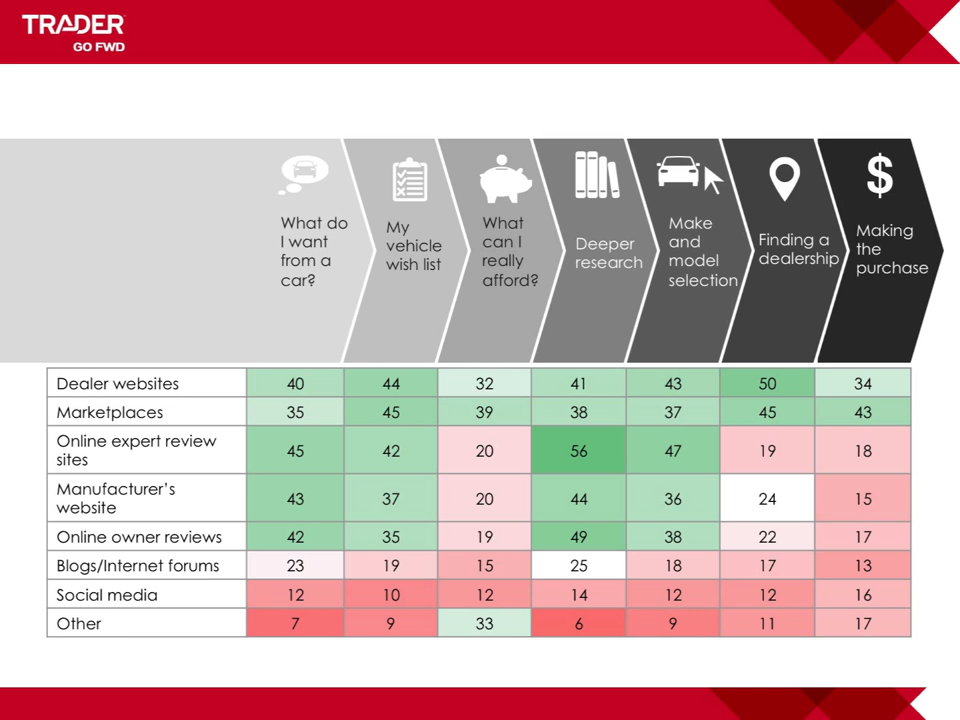 TRADER
GO FWD
What do
I want
from a
car?
My
vehicle
wish list
What
can I
really
afford?
Deeper
research
Make
and
model
selection
Finding a
dealership
$
Making
the
purchase
Dealer websites 40 44 32 41 43 50 34
Marketplaces 35 45 39 38 37 45 43
Online expert review
sites 45 42 20 56 47 19 18
Manufacturer’s
website 43 37 20 44 36 24 15
Online owner reviews 42 35 19 49 38 22 17
Blogs/Internet forums 23 19 15 25 18 17 13
Social media 12 10 12 14 12 12 16
Other 7 9 33 6 9 11 17